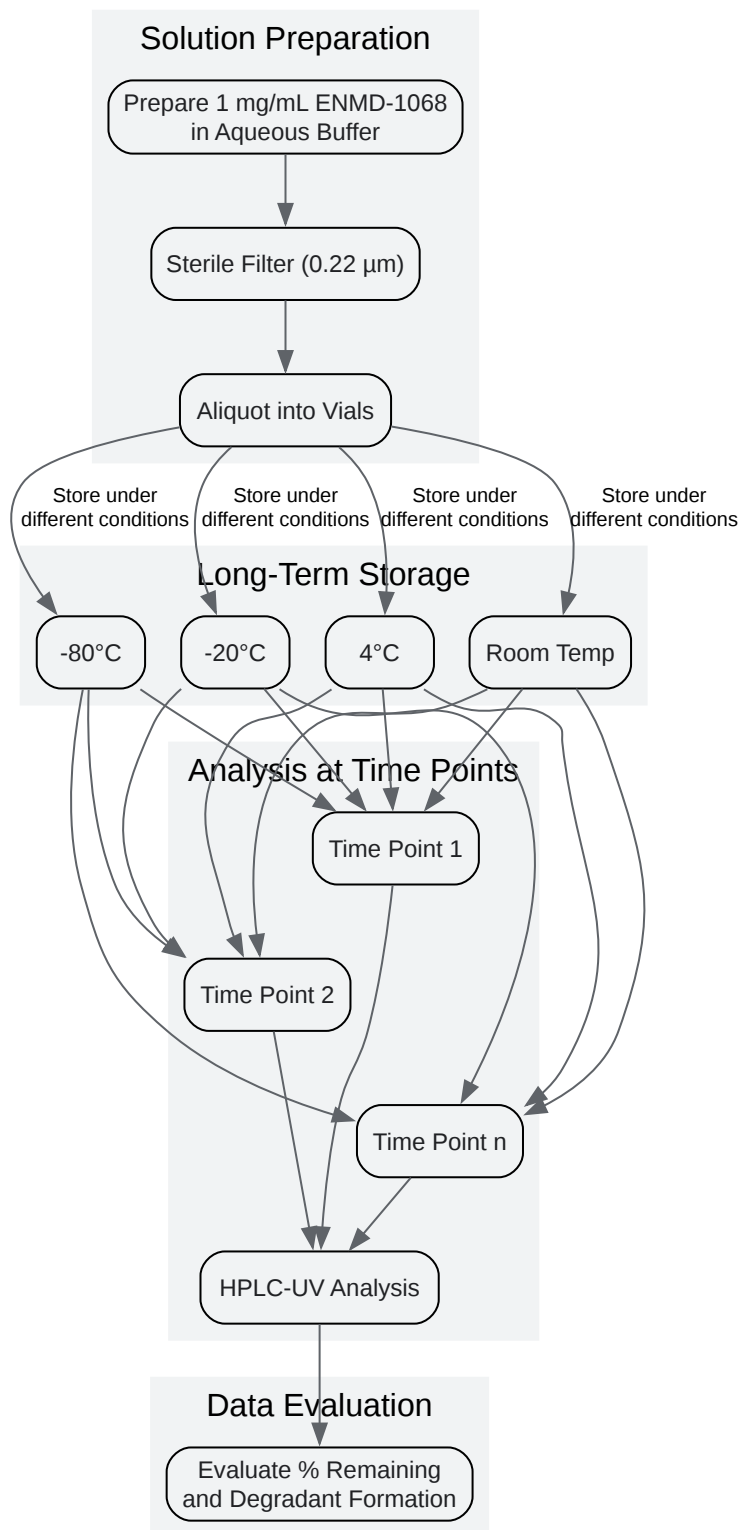 Solution Preparation
Prepare 1 mg/mL ENMD-1068
in Aqueous Buffer
Sterile Filter (0.22 µm)
Aliquot into Vials
Store under
different conditions
Store under
different conditions
Store under
different conditions
Store under
different conditions
Long-Term Storage
-80°C
-20°C
4°C
Room Temp
Analysis at Time Points
Time Point 1
Time Point 2
Time Point n
HPLC-UV Analysis
Data Evaluation
Evaluate % Remaining
and Degradant Formation